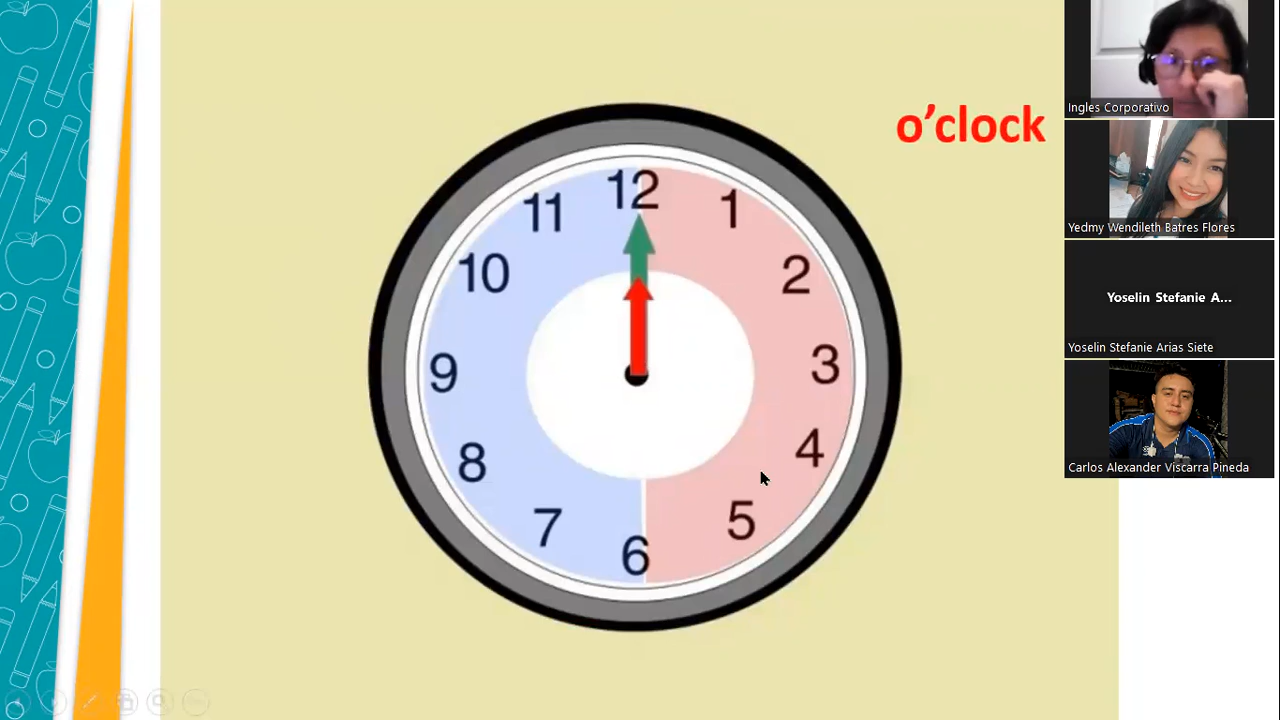 o’clock
12
11
1
10
2
9
3
8
4
7
5
6
Ingles Corporativo
Yedmy Wendileth Batres Flores
Yoselin Stefanie A...
Yoselin Stefanie Arias Siete
Carlos Alexander Viscarra Pineda